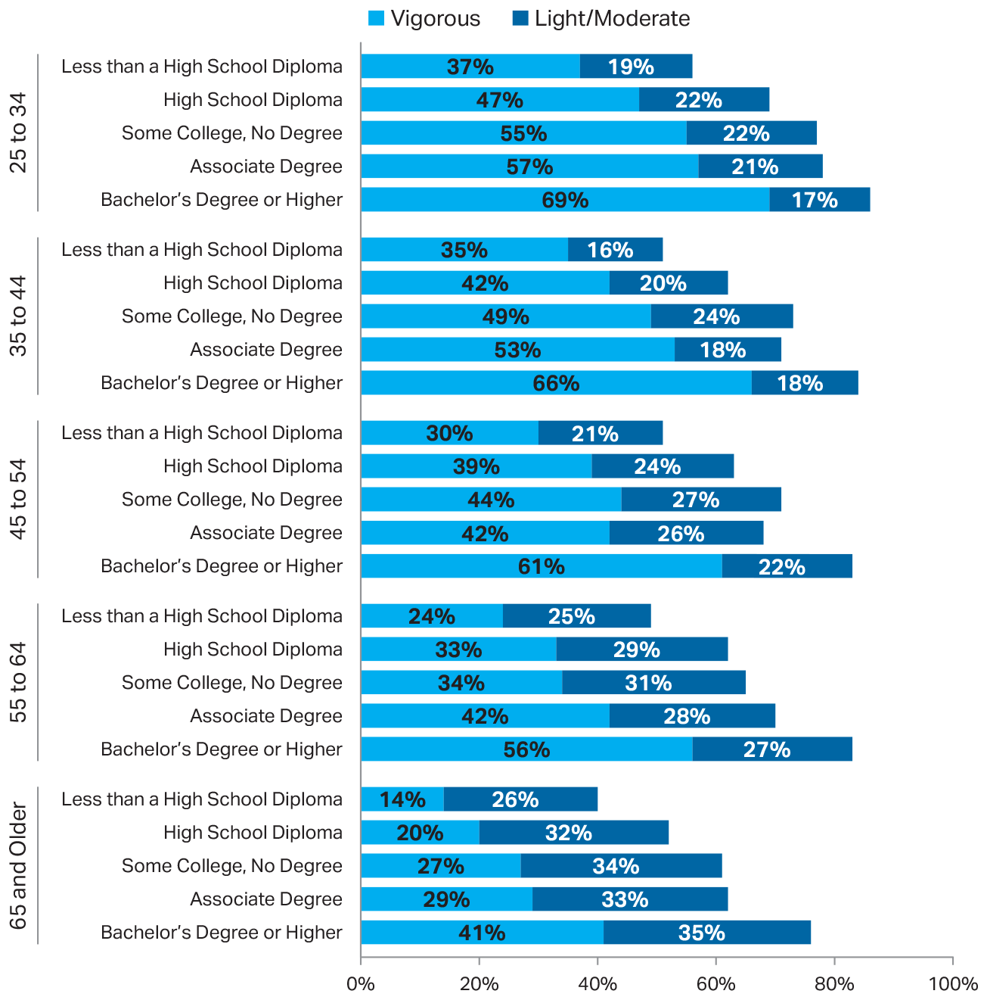 Vigorous Light/Moderate
25 to 34
Less than a High School Diploma 37% 19%
High School Diploma 47% 22%
Some College, No Degree 55% 22%
Associate Degree 57% 21%
Bachelor’s Degree or Higher 69% 17%
35 to 44
Less than a High School Diploma 35% 16%
High School Diploma 42% 20%
Some College, No Degree 49% 24%
Associate Degree 53% 18%
Bachelor’s Degree or Higher 66% 18%
45 to 54
Less than a High School Diploma 30% 21%
High School Diploma 39% 24%
Some College, No Degree 44% 27%
Associate Degree 42% 26%
Bachelor’s Degree or Higher 61% 22%
55 to 64
Less than a High School Diploma 24% 25%
High School Diploma 33% 29%
Some College, No Degree 34% 31%
Associate Degree 42% 28%
Bachelor’s Degree or Higher 56% 27%
65 and Older
Less than a High School Diploma 14% 26%
High School Diploma 20% 32%
Some College, No Degree 27% 34%
Associate Degree 29% 33%
Bachelor’s Degree or Higher 41% 35%
0% 20% 40% 60% 80% 100%